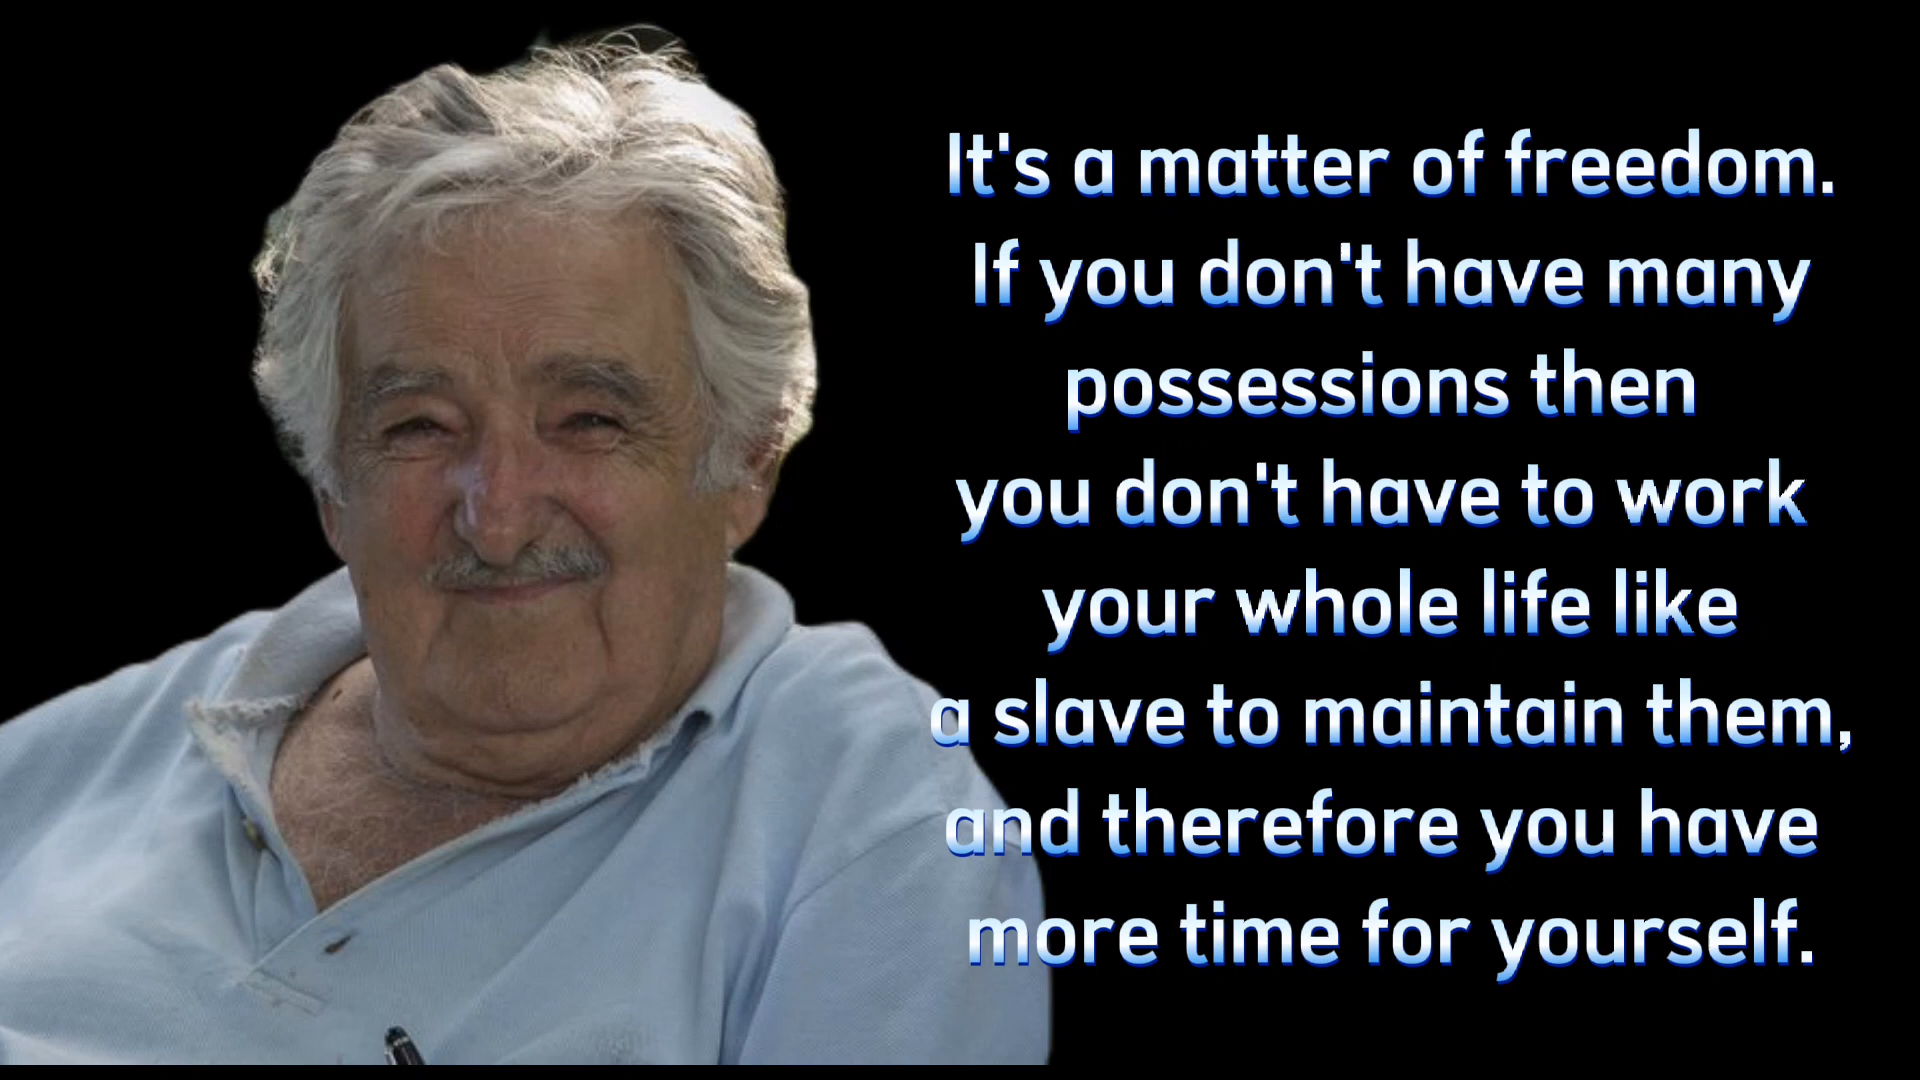 It's a matter of freedom.
If you don't have many
possessions then
you don't have to work
your whole life like
a slave to maintain them,
and therefore you have
more time for yourself.